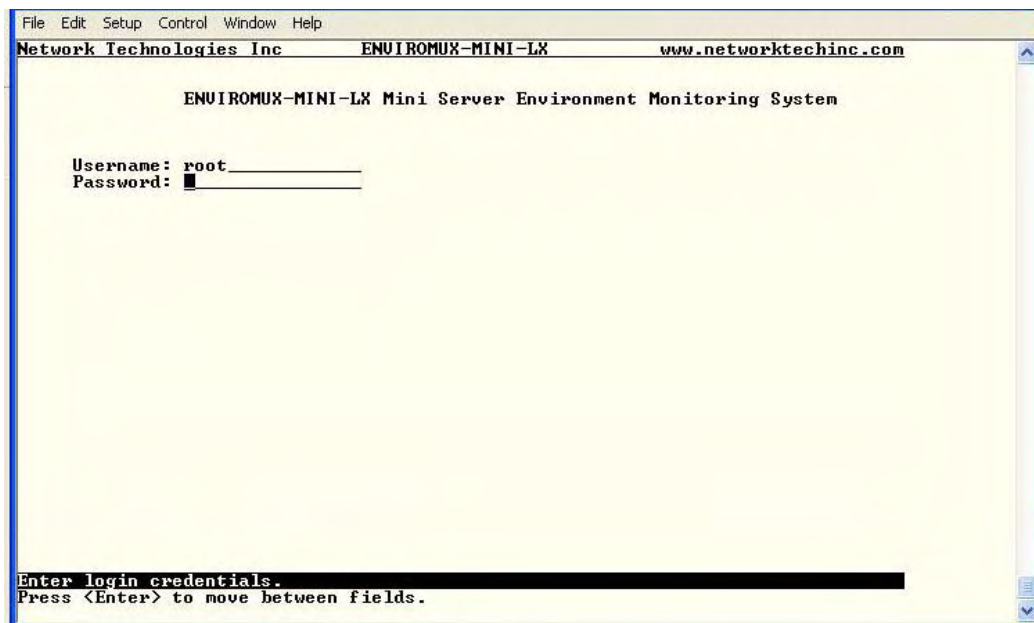 File Edit Setup Control Window Help
Network Technologies Inc ENVIROMUX-MINI-LX www.networktechinc.com
ENVIROMUX-MINI-LX Mini Server Environment Monitoring System
Username: root
Password:
Enter login credentials.
Press <Enter> to move between fields.